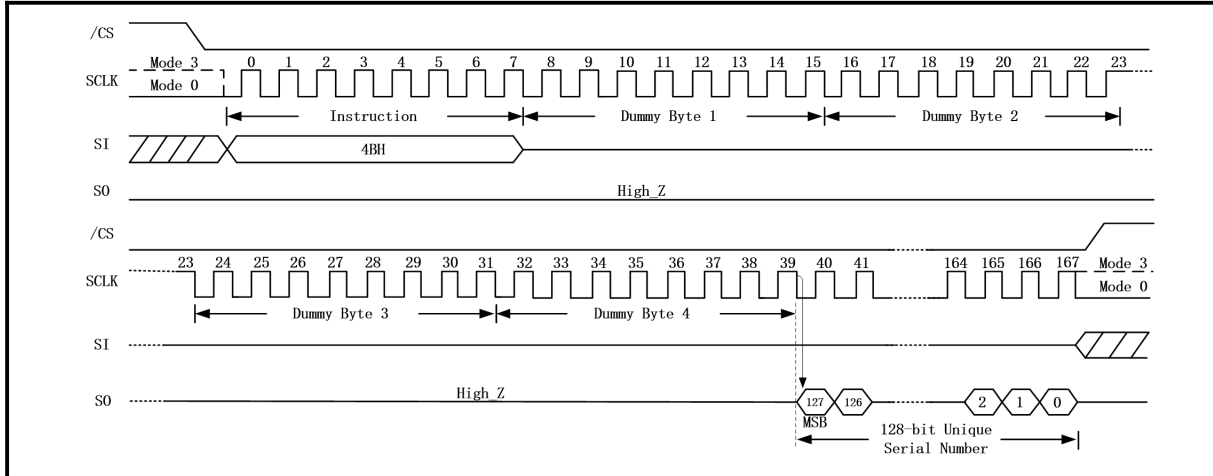 /CS
Mode 3 0 1 2 3 4 5 6 7 8 9 10 11 12 13 14 15 16 17 18 19 20 21 22 23
SCLK Mode 0
Instruction Dummy Byte 1 Dummy Byte 2
SI 4BH
SO High_Z
/CS
23 24 25 26 27 28 29 30 31 32 33 34 35 36 37 38 39 40 41 164 165 166 167 Mode 3
SCLK Mode 0
Dummy Byte 3 Dummy Byte 4
SI
SO High_Z 127 126 2 1 0
MSB
128-bit Unique
Serial Number